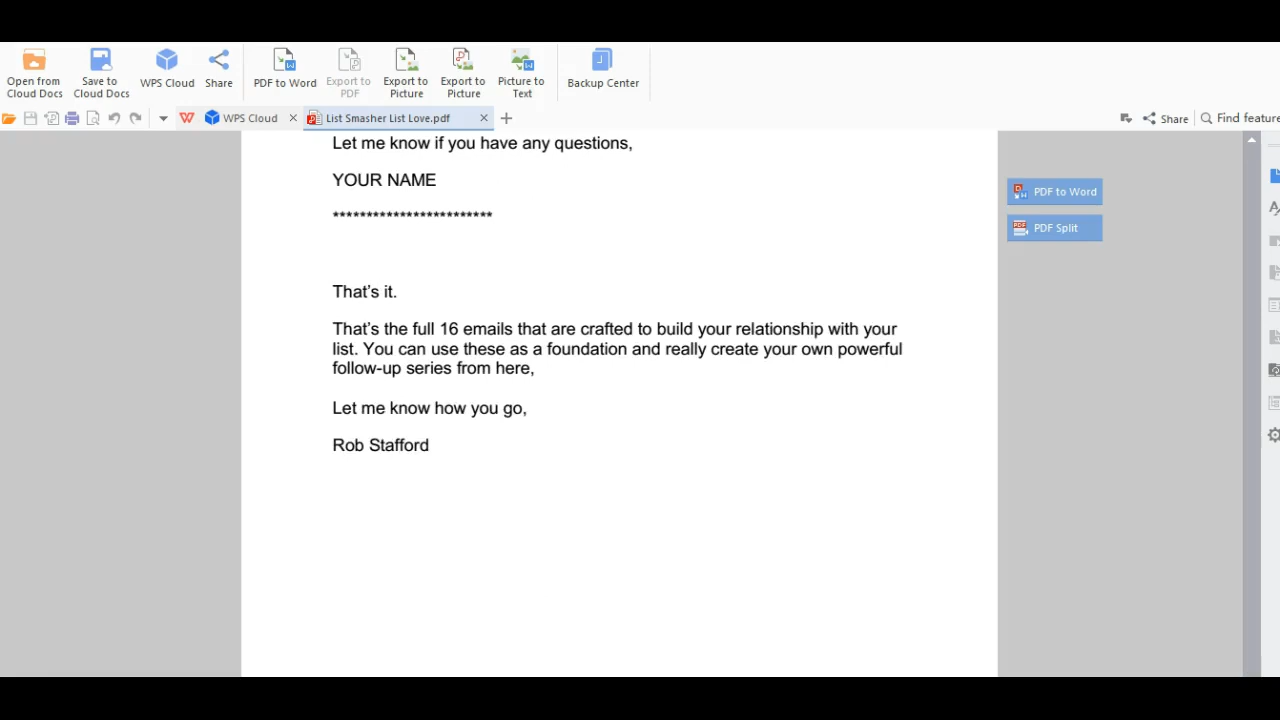 Open from Cloud Docs
Save to Cloud Docs
WPS Cloud
Share
PDF to Word
Export to PDF
Export to Picture
Export to Picture
Picture to Text
Backup Center
WPS Cloud
List Smasher List Love.pdf
Share
Find feature
Let me know if you have any questions,
YOUR NAME
************************
PDF to Word
PDF Split
That's it.
That's the full 16 emails that are crafted to build your relationship with your
list. You can use these as a foundation and really create your own powerful
follow-up series from here,
Let me know how you go,
Rob Stafford